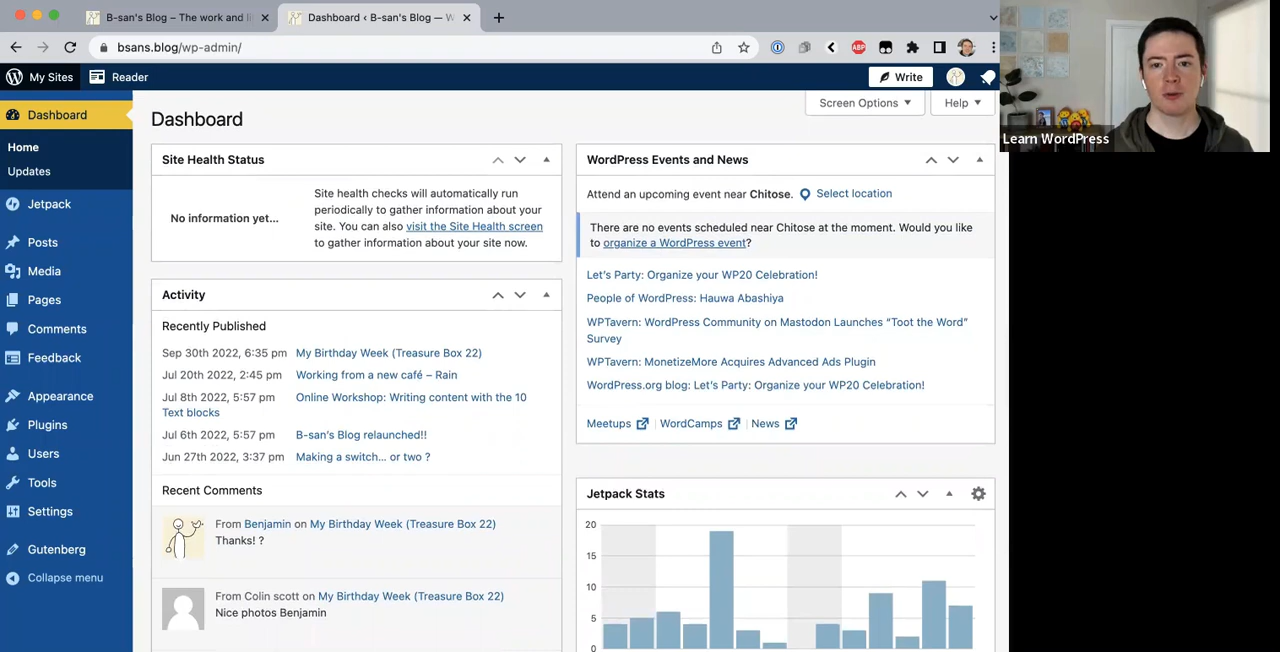 B-san's Blog – The work and li
Dashboard ‹ B-san's Blog — W
bsans.blog/wp-admin/
ABP
My Sites
Reader
Write
Learn WordPress
Dashboard
Home
Updates
Jetpack
Posts
Media
Pages
Comments
Feedback
Appearance
Plugins
Users
Tools
Settings
Gutenberg
Collapse menu
Screen Options
Help
Dashboard
Site Health Status
No information yet...
Site health checks will automatically run
periodically to gather information about your
site. You can also visit the Site Health screen
to gather information about your site now.
Activity
Recently Published
Sep 30th 2022, 6:35 pm My Birthday Week (Treasure Box 22)
Jul 20th 2022, 2:45 pm Working from a new café – Rain
Jul 8th 2022, 5:57 pm Online Workshop: Writing content with the 10
Text blocks
Jul 6th 2022, 5:57 pm B-san's Blog relaunched!!
Jun 27th 2022, 3:37 pm Making a switch... or two ?
Recent Comments
From Benjamin on My Birthday Week (Treasure Box 22)
Thanks! ?
From Colin scott on My Birthday Week (Treasure Box 22)
Nice photos Benjamin
WordPress Events and News
Attend an upcoming event near Chitose. Select location
There are no events scheduled near Chitose at the moment. Would you like
to organize a WordPress event?
Let's Party: Organize your WP20 Celebration!
People of WordPress: Hauwa Abashiya
WPTavern: WordPress Community on Mastodon Launches “Toot the Word”
Survey
WPTavern: MonetizeMore Acquires Advanced Ads Plugin
WordPress.org blog: Let's Party: Organize your WP20 Celebration!
Meetups | WordCamps | News
Jetpack Stats
20
15
10
5
0